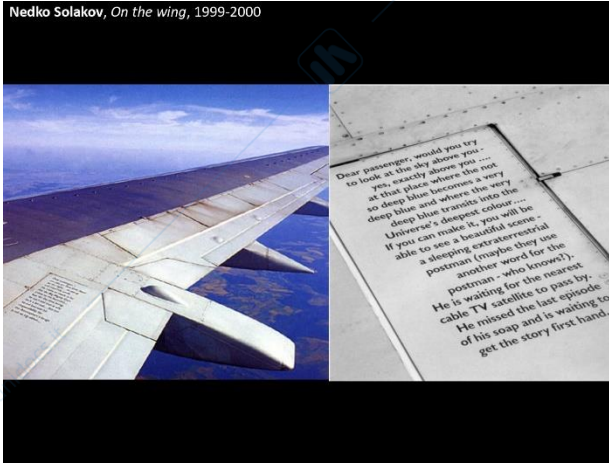 Nedko Solakov, On the wing, 1999-2000
Dear passenger, would you try
to look at the sky above you -
yes, exactly above you ....
at that place where the not
so deep blue becomes a very
deep blue and where the very
deep blue transits into the
Universe's deepest colour ....
If you can make it, you will be
able to see a beautiful scene -
a sleeping extraterrestrial
postman (maybe they use
another word for the
postman - who knows!).
He is waiting for the nearest
cable TV satellite to pass by.
He missed the last episode
of his soap and is waiting to
get the story first hand.